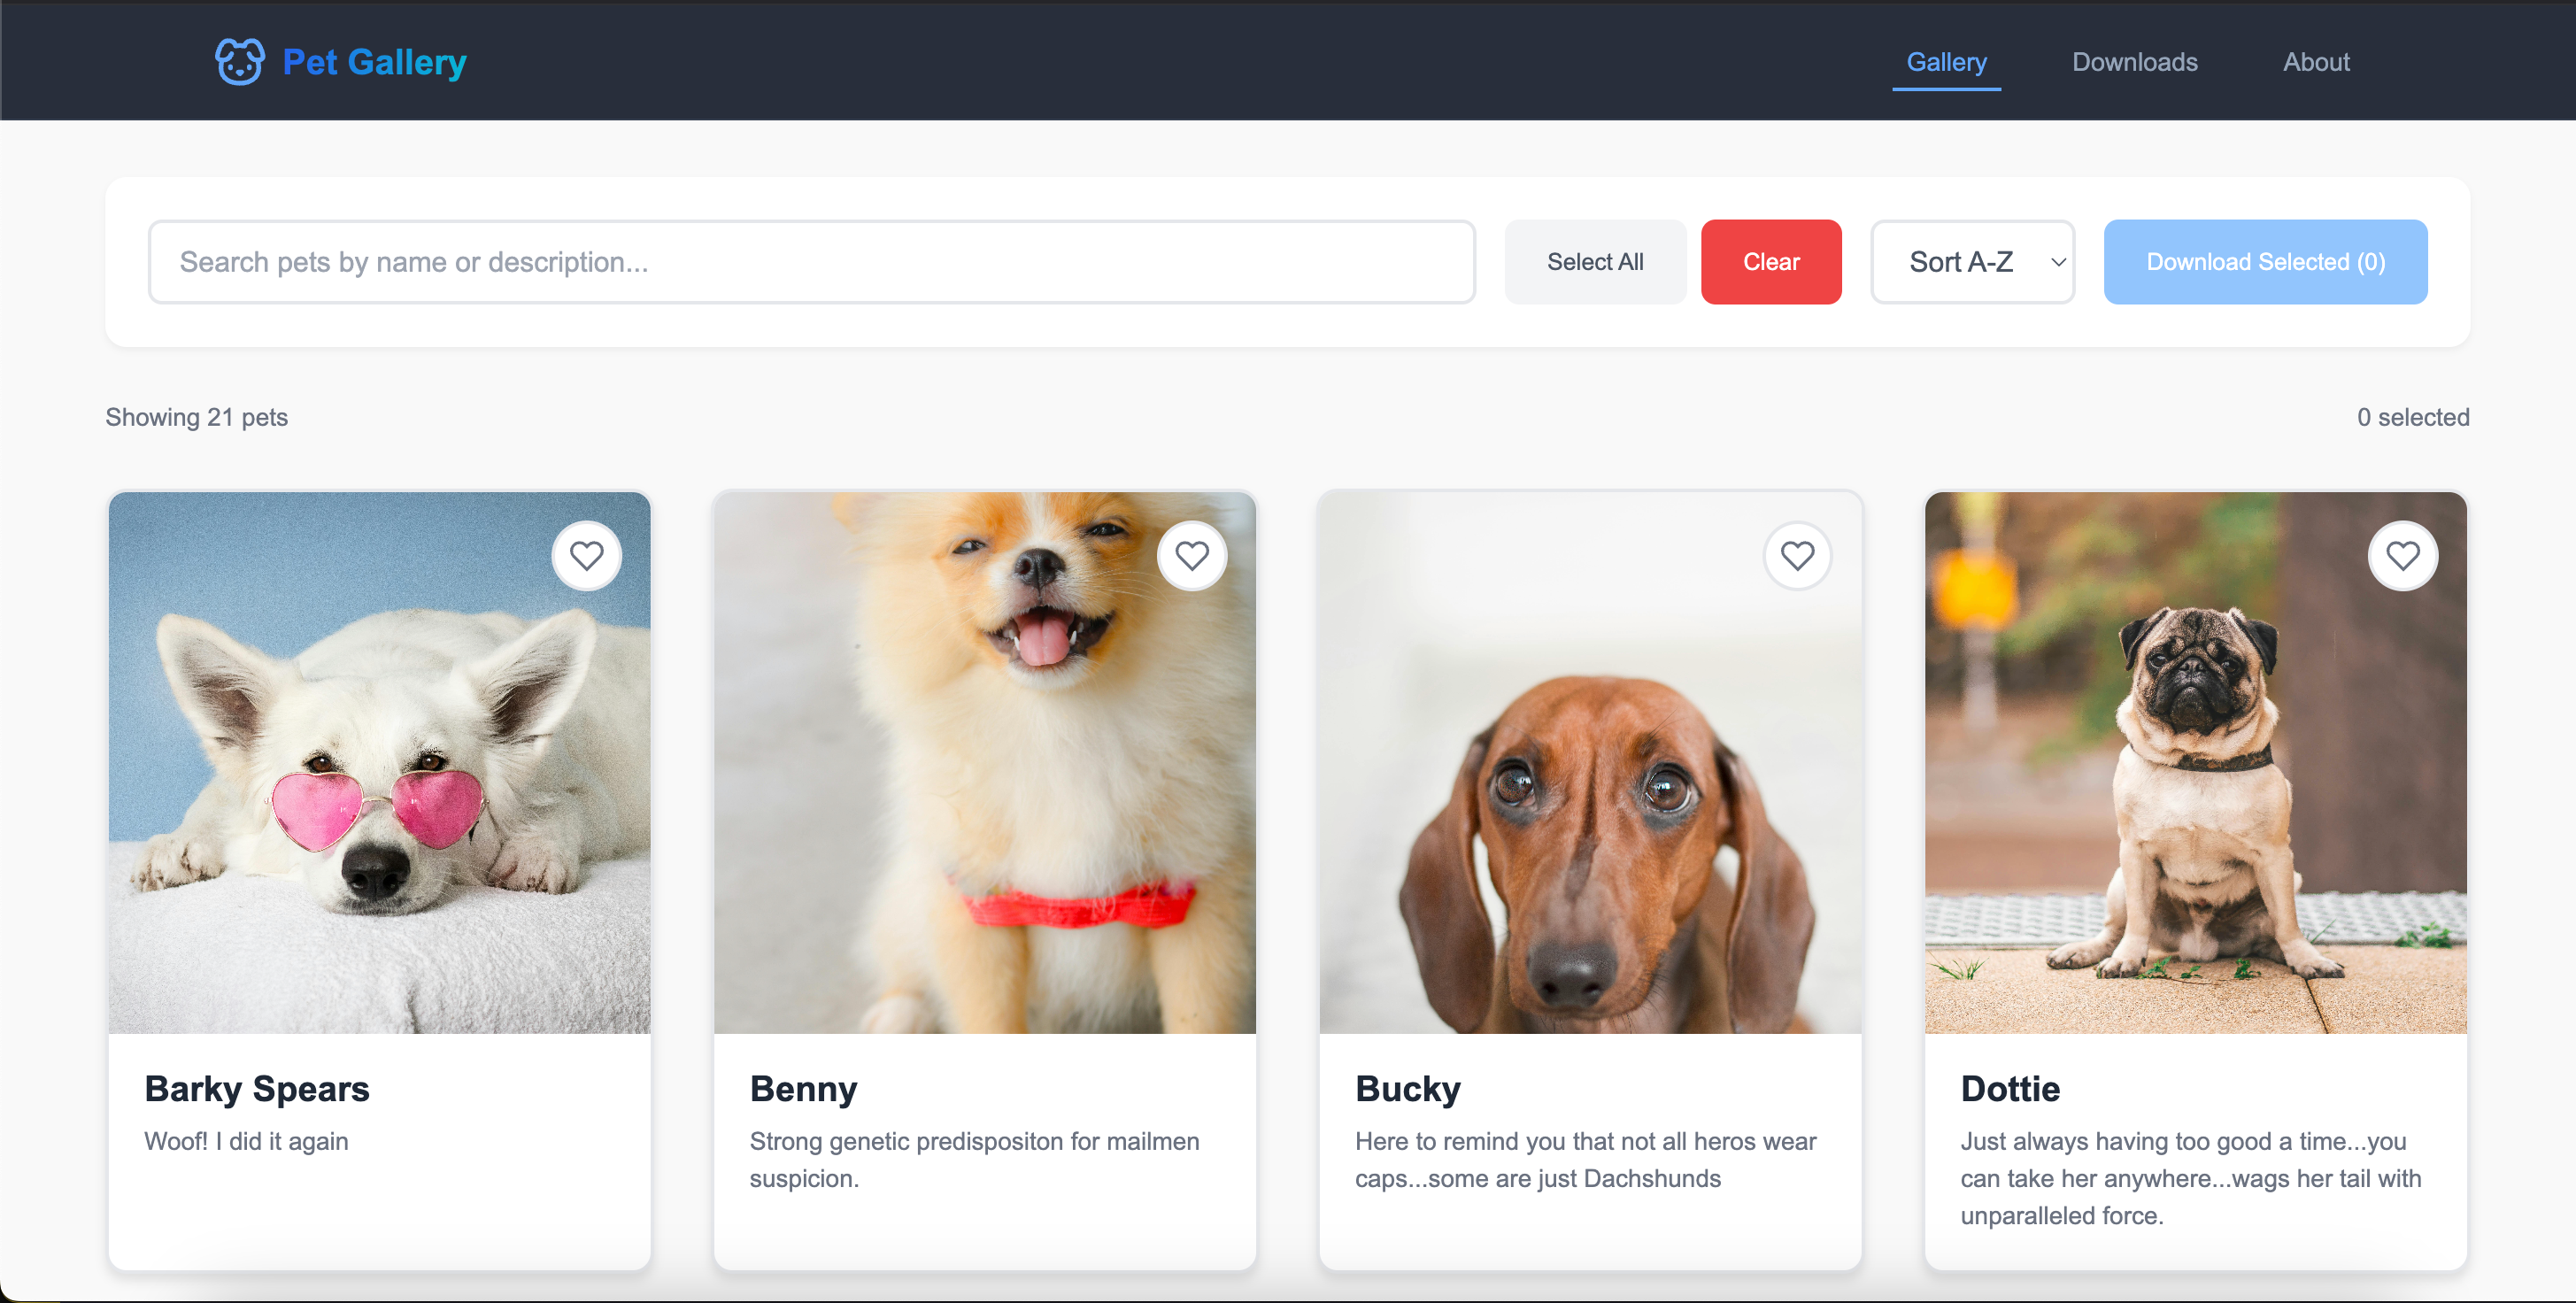 Pet Gallery
Gallery
Downloads
About
Search pets by name or description...
Select All
Clear
Sort A-Z
Download Selected (0)
Showing 21 pets
0 selected
Barky Spears
Woof! I did it again
Benny
Strong genetic predispositon for mailmen
suspicion.
Bucky
Here to remind you that not all heros wear
caps...some are just Dachshunds
Dottie
Just always having too good a time...you
can take her anywhere...wags her tail with
unparalleled force.